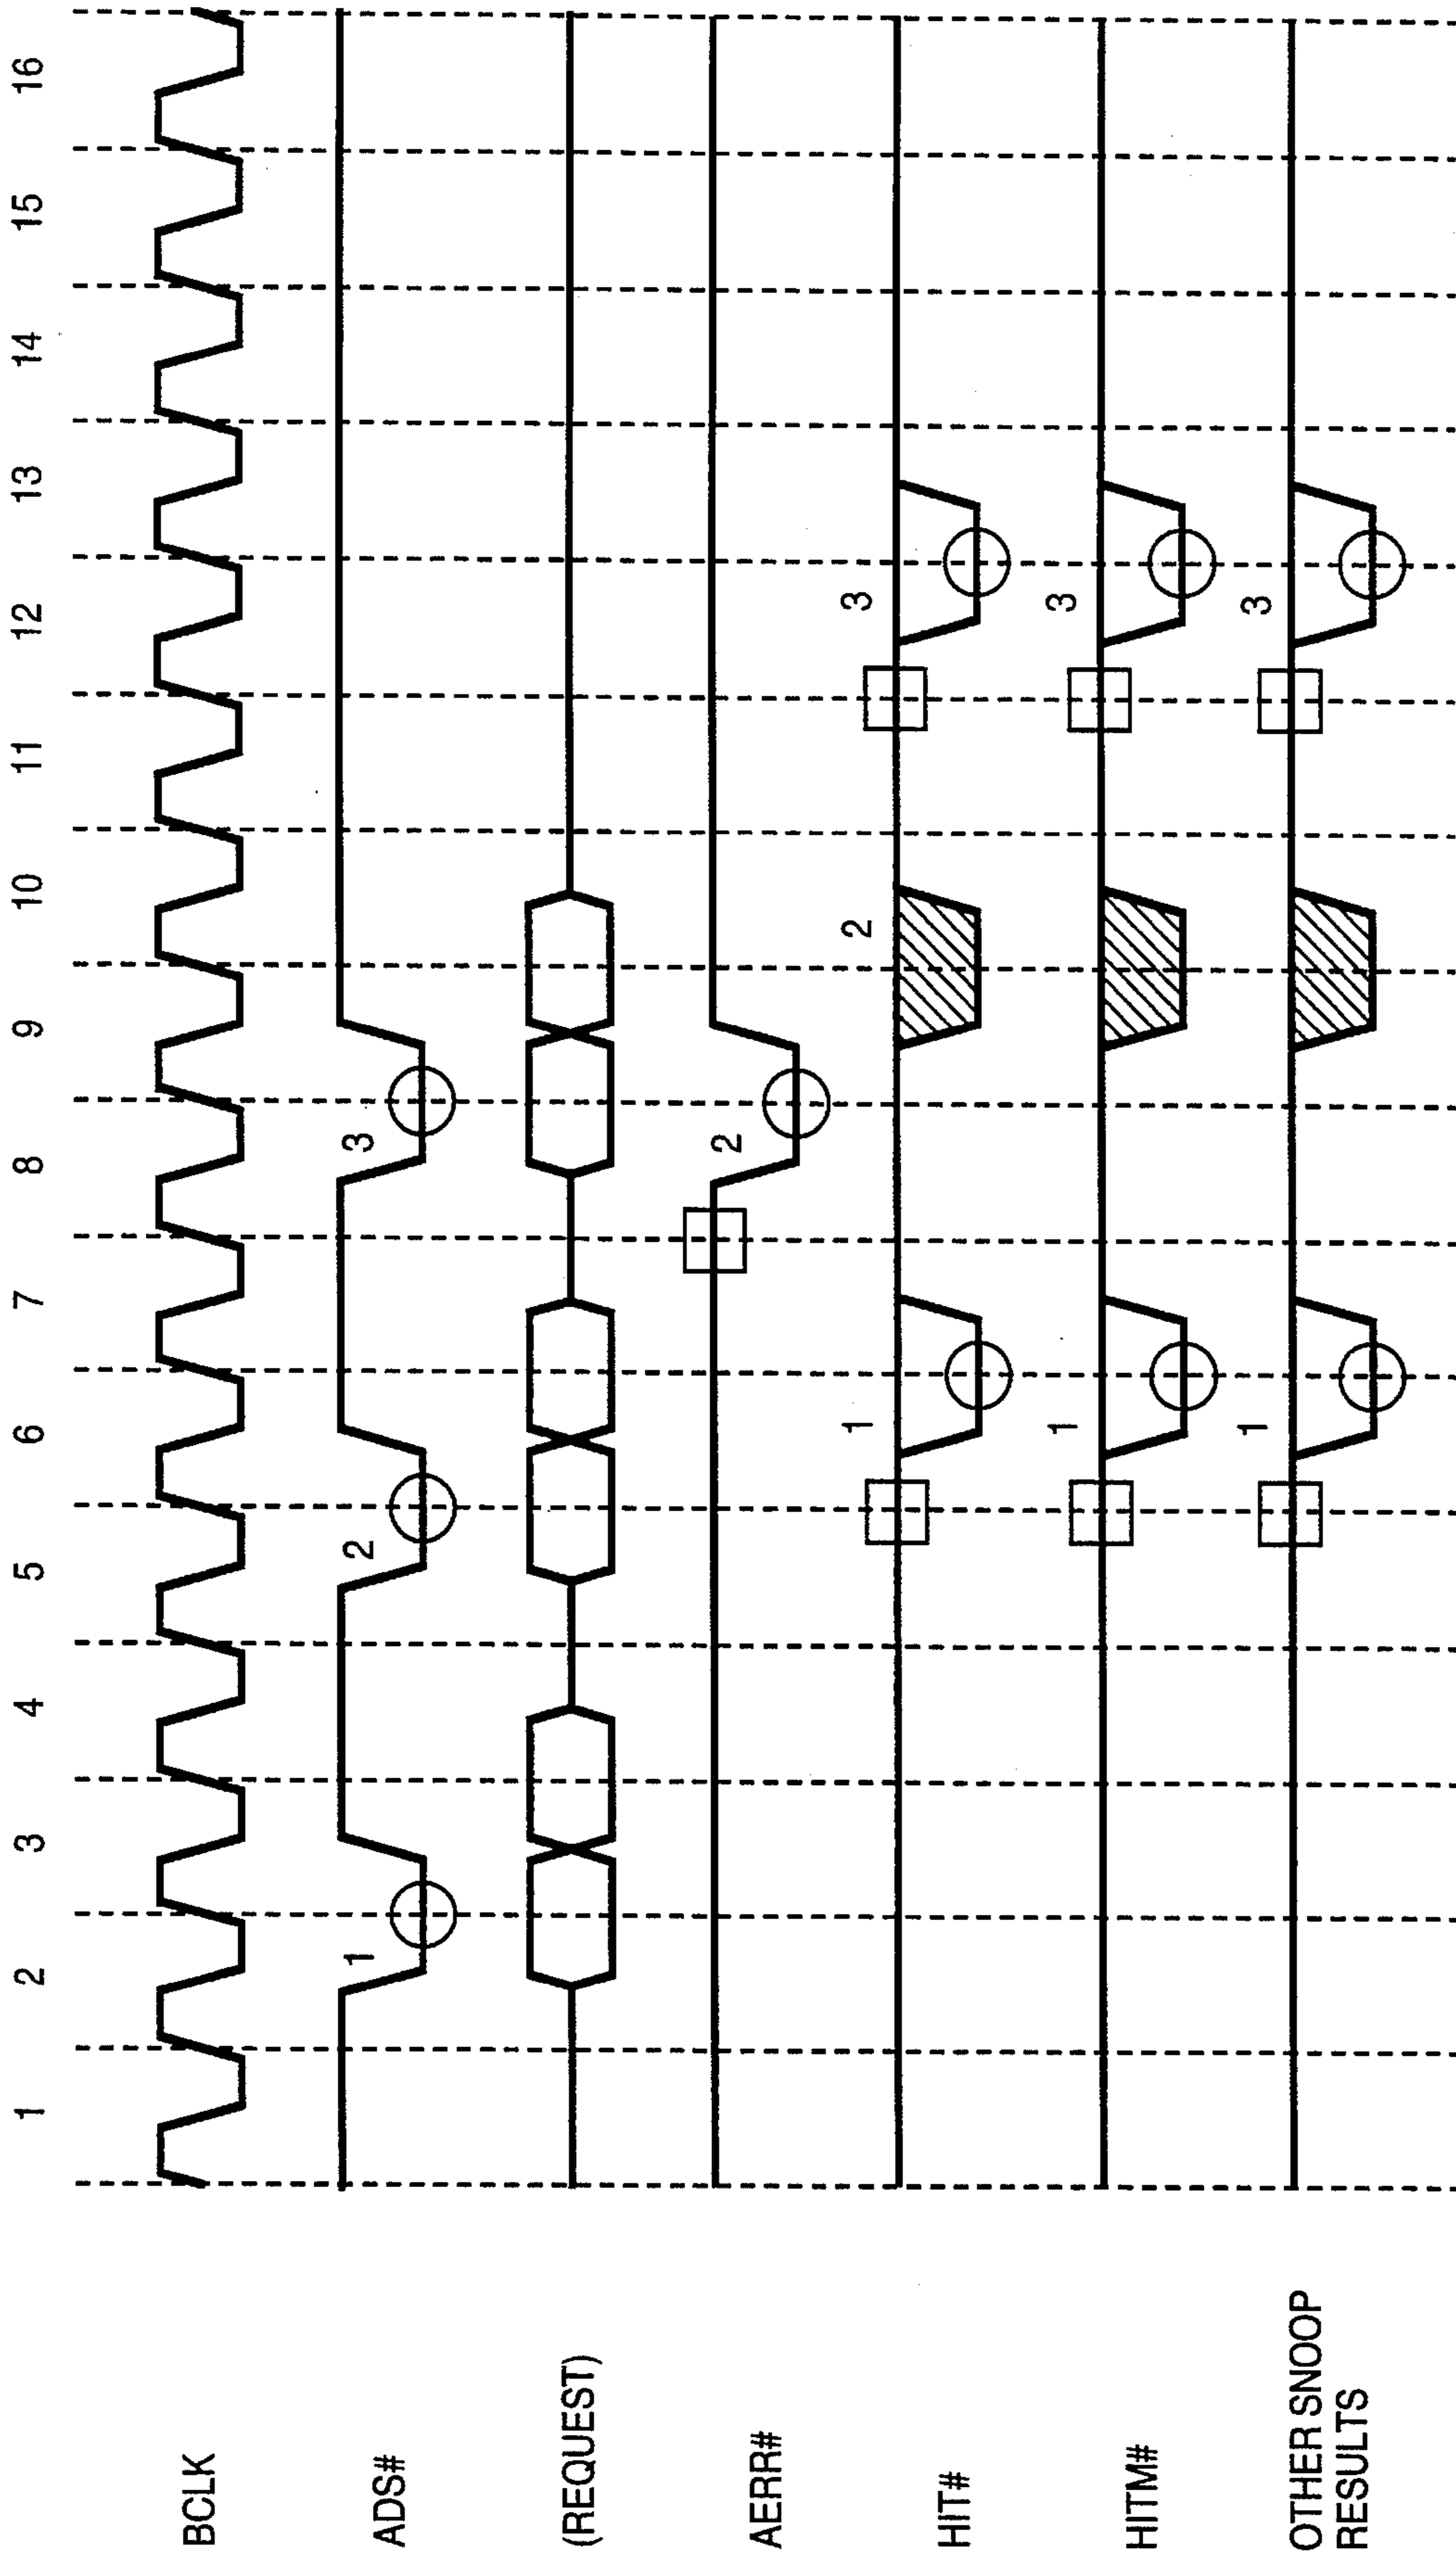 1 2 3 4 5 6 7 8 9 10 11 12 13 14 15 16
BCLK
ADS#
1 2 3
(REQUEST)
AERR#
2
HIT#
1 2 3
HITM#
1 3
OTHER SNOOP
RESULTS
1 3